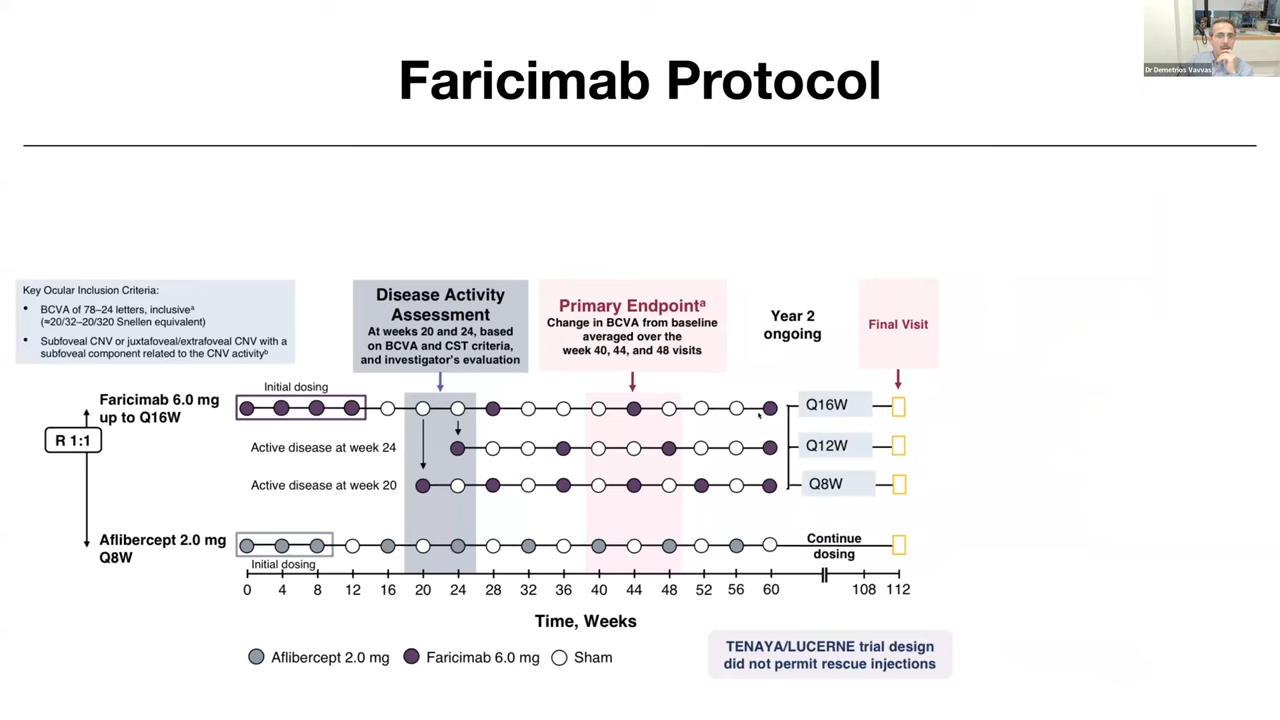 Dr Demetrios Vavvas
Faricimab Protocol
Key Ocular Inclusion Criteria:
• BCVA of 78–24 letters, inclusiveᵃ
(≈20/32–20/320 Snellen equivalent)
• Subfoveal CNV or juxtafoveal/extrafoveal CNV with a
subfoveal component related to the CNV activityᵇ
Disease Activity
Assessment
At weeks 20 and 24, based
on BCVA and CST criteria,
and investigator's evaluation
Primary Endpointᵃ
Change in BCVA from baseline
averaged over the
week 40, 44, and 48 visits
Year 2
ongoing
Final Visit
Initial dosing
Faricimab 6.0 mg
up to Q16W
Q16W
R 1:1
Active disease at week 24
Q12W
Active disease at week 20
Q8W
Aflibercept 2.0 mg
Q8W
Initial dosing
Continue
dosing
0 4 8 12 16 20 24 28 32 36 40 44 48 52 56 60 108 112
Time, Weeks
Aflibercept 2.0 mg Faricimab 6.0 mg Sham
TENAYA/LUCERNE trial design
did not permit rescue injections